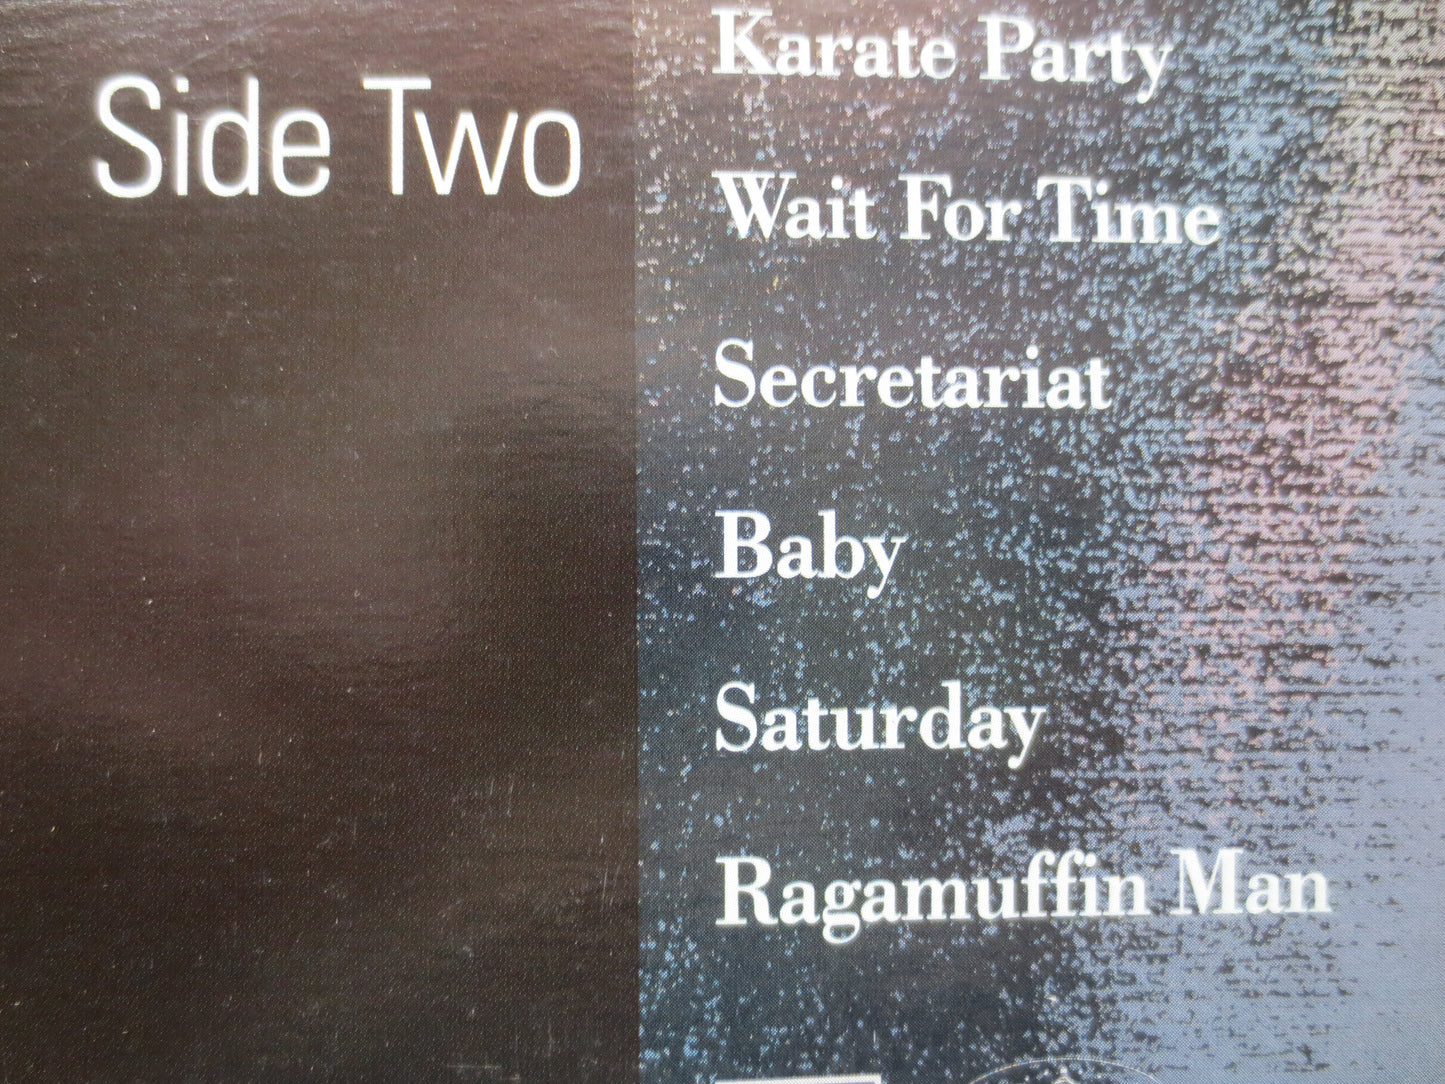 Side Two
Karate Party
Wait For Time
Secretariat
Baby
Saturday
Ragamuffin Man